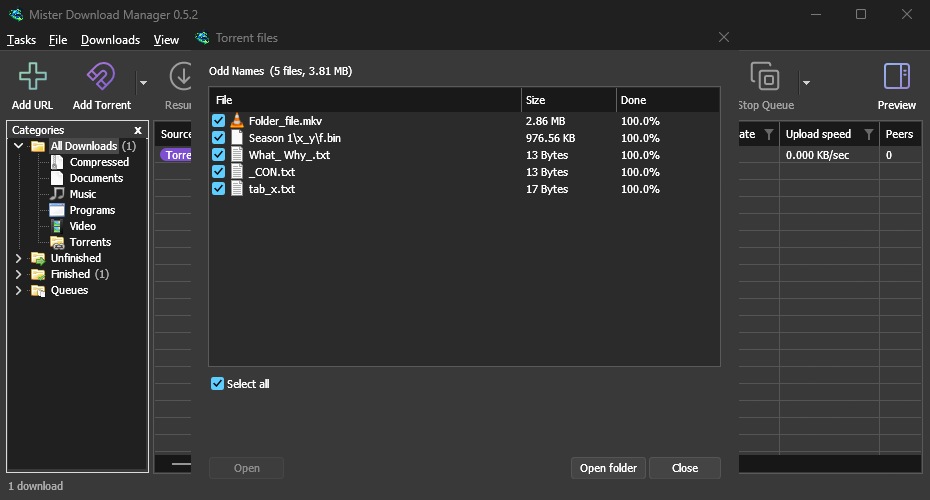 Mister Download Manager 0.5.2
Tasks File Downloads View
Torrent files
Add URL Add Torrent Resur Stop Queue Preview
Odd Names (5 files, 3.81 MB)
File Size Done
Folder_file.mkv 2.86 MB 100.0%
Season 1\x_y\f.bin 976.56 KB 100.0%
What_ Why_.txt 13 Bytes 100.0%
_CON.txt 13 Bytes 100.0%
tab_x.txt 17 Bytes 100.0%
Select all
Open Open folder Close
Categories x
All Downloads (1)
Compressed
Documents
Music
Programs
Video
Torrents
Unfinished
Finished (1)
Queues
Source ate Upload speed Peers
Torre 0.000 KB/sec 0
1 download